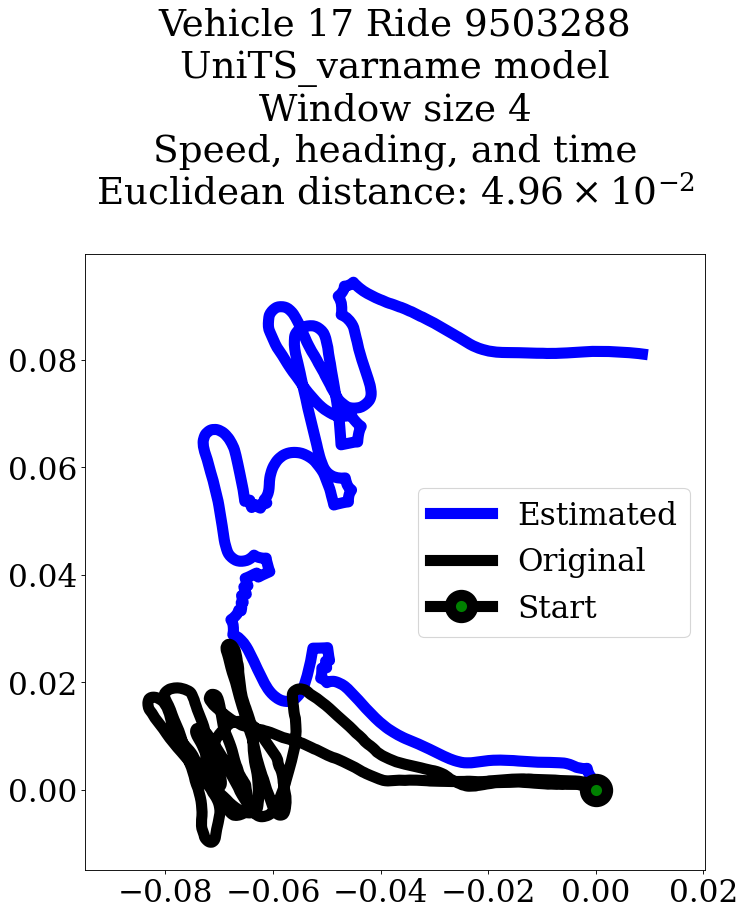 Vehicle 17 Ride 9503288
UniTS_varname model
Window size 4
Speed, heading, and time
Euclidean distance: 4.96 × 10⁻²
0.08
0.06
0.04
0.02
0.00
Estimated
Original
Start
−0.08 −0.06 −0.04 −0.02 0.00 0.02